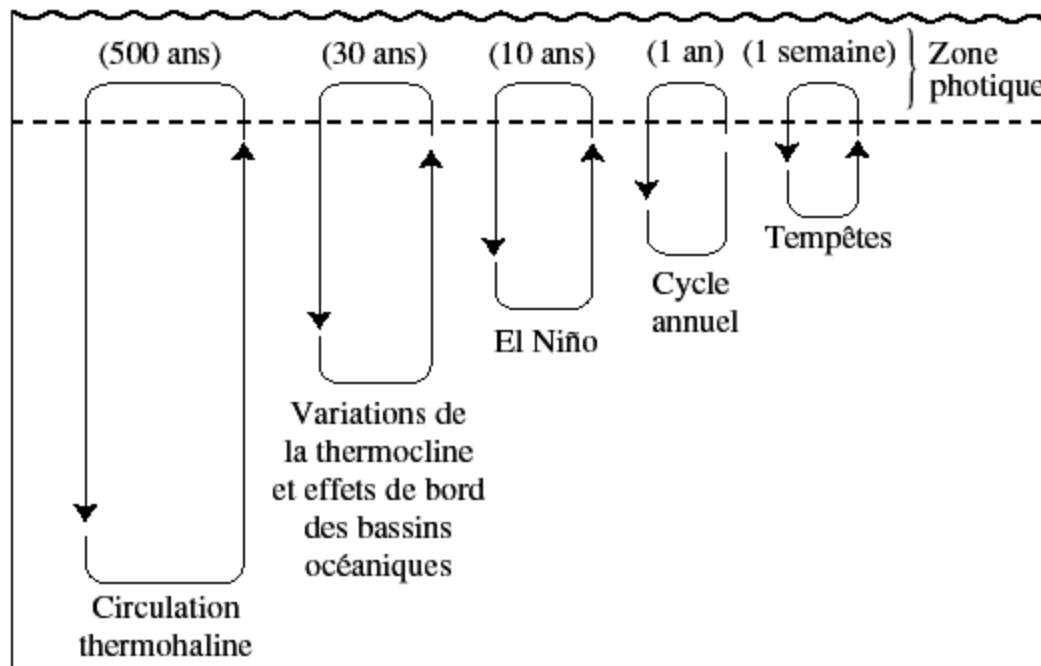 (500 ans)
(30 ans)
(10 ans)
(1 an)
(1 semaine)
Zone
photique
Tempêtes
Cycle
annuel
El Niño
Variations de
la thermocline
et effets de bord
des bassins
océaniques
Circulation
thermohaline